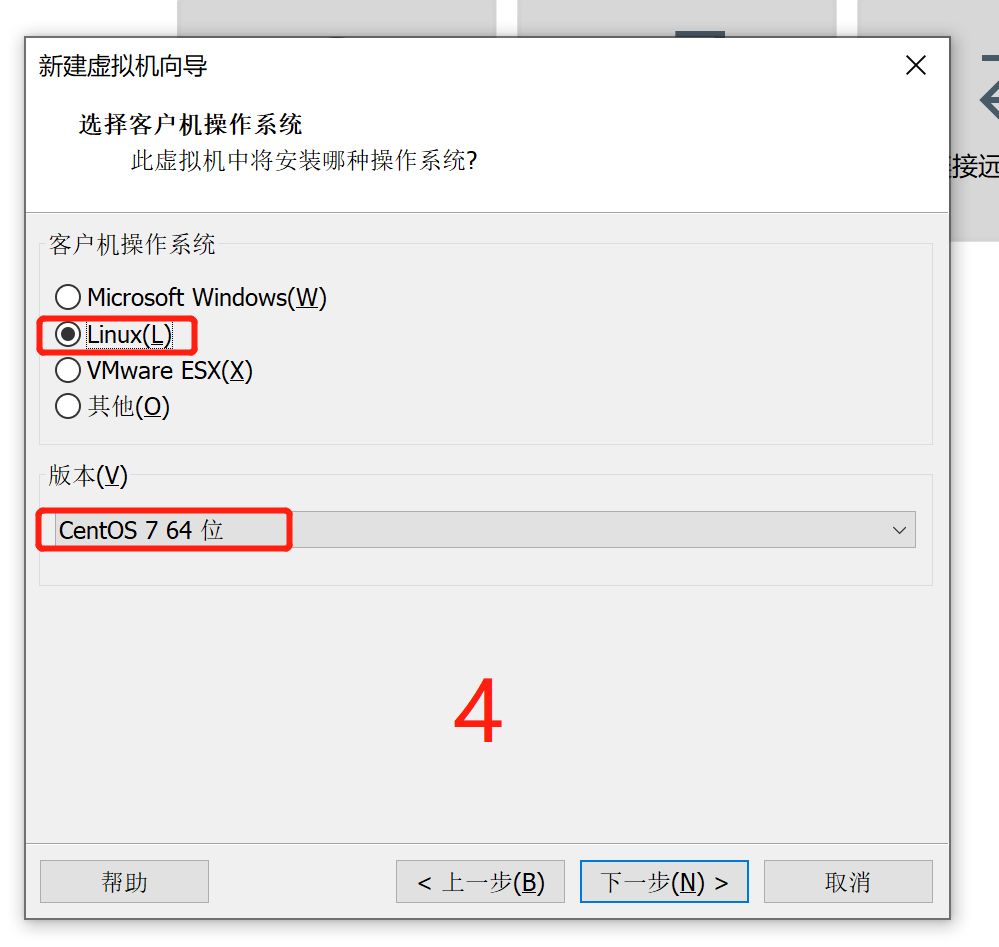 新建虚拟机向导
选择客户机操作系统
此虚拟机中将安装哪种操作系统?
接远
客户机操作系统
Microsoft Windows(W)
Linux(L)
VMware ESX(X)
其他(O)
版本(V)
CentOS 7 64 位
4
帮助
< 上一步(B)
下一步(N) >
取消